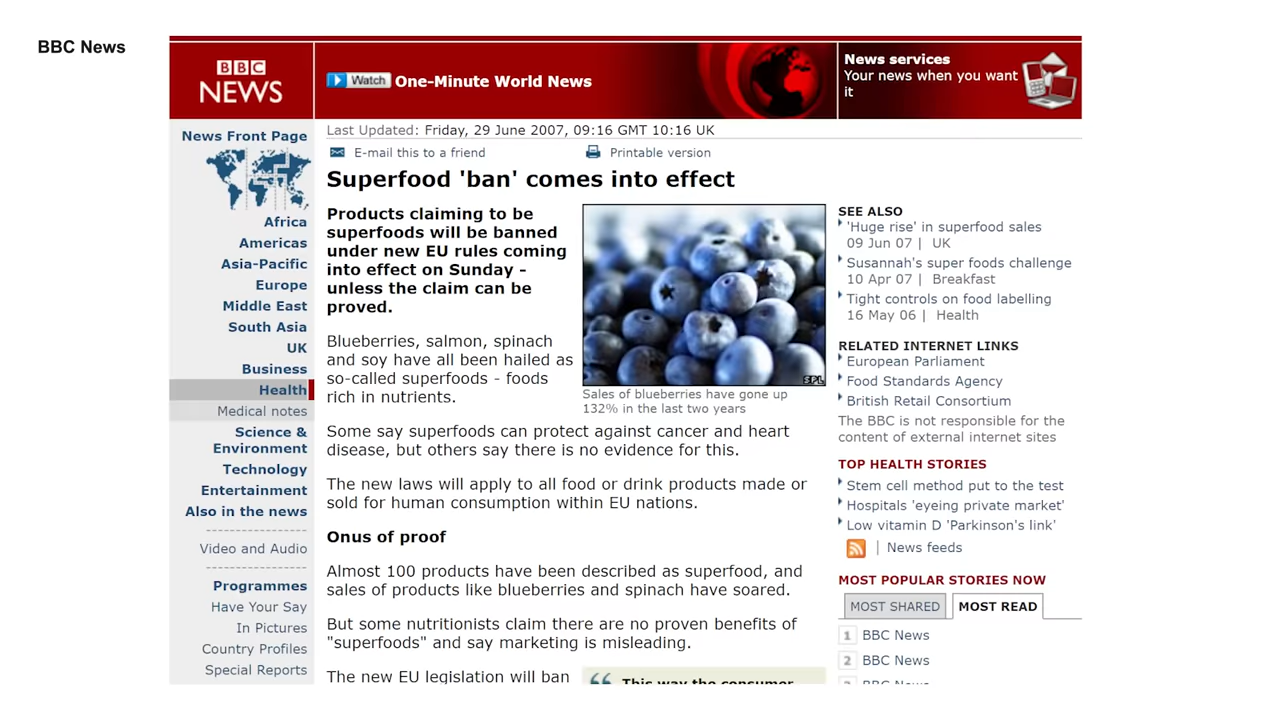 BBC News
BBC
NEWS
Watch One-Minute World News
News services
Your news when you want
it
News Front Page
Africa
Americas
Asia-Pacific
Europe
Middle East
South Asia
UK
Business
Health
Medical notes
Science &
Environment
Technology
Entertainment
Also in the news
Video and Audio
Programmes
Have Your Say
In Pictures
Country Profiles
Special Reports
Last Updated: Friday, 29 June 2007, 09:16 GMT 10:16 UK
E-mail this to a friend
Printable version
Superfood 'ban' comes into effect
Products claiming to be
superfoods will be banned
under new EU rules coming
into effect on Sunday -
unless the claim can be
proved.
Blueberries, salmon, spinach
and soy have all been hailed as
so-called superfoods - foods
rich in nutrients.
SPL
Sales of blueberries have gone up
132% in the last two years
Some say superfoods can protect against cancer and heart
disease, but others say there is no evidence for this.
The new laws will apply to all food or drink products made or
sold for human consumption within EU nations.
Onus of proof
Almost 100 products have been described as superfood, and
sales of products like blueberries and spinach have soared.
But some nutritionists claim there are no proven benefits of
"superfoods" and say marketing is misleading.
The new EU legislation will ban
This way the consumer
SEE ALSO
'Huge rise' in superfood sales
09 Jun 07 | UK
Susannah's super foods challenge
10 Apr 07 | Breakfast
Tight controls on food labelling
16 May 06 | Health
RELATED INTERNET LINKS
European Parliament
Food Standards Agency
British Retail Consortium
The BBC is not responsible for the
content of external internet sites
TOP HEALTH STORIES
Stem cell method put to the test
Hospitals 'eyeing private market'
Low vitamin D 'Parkinson's link'
| News feeds
MOST POPULAR STORIES NOW
MOST SHARED
MOST READ
1 BBC News
2 BBC News
BBC News